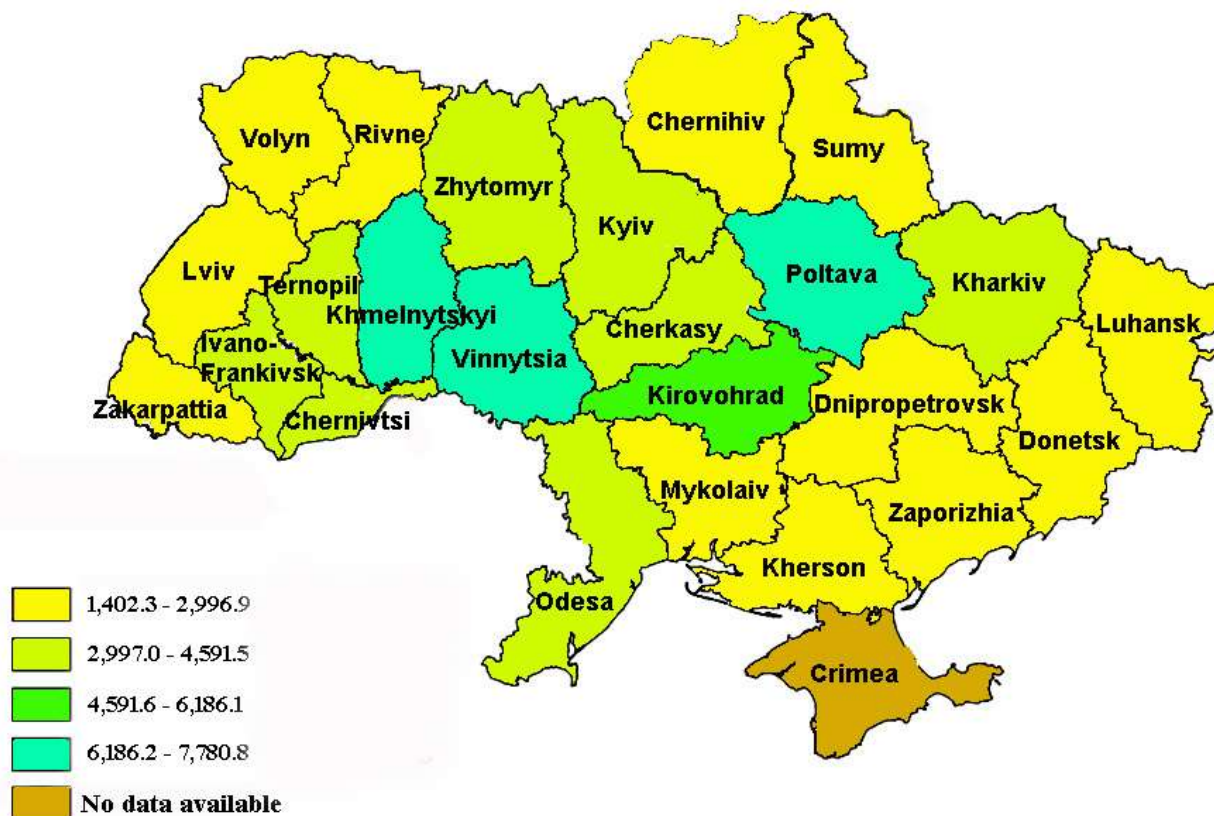 Chernihiv
Volyn
Rivne
Sumy
Zhytomyr
Kyiv
Lviv
Ternopil
Poltava
Kharkiv
Khmelnytskyi
Cherkasy
Luhansk
Ivano-
Frankivsk
Vinnytsia
Kirovohrad
Dnipropetrovsk
Zakarpattia
Chernivtsi
Donetsk
Mykolaiv
Zaporizhia
Kherson
Odesa
Crimea
1,402.3 - 2,996.9
2,997.0 - 4,591.5
4,591.6 - 6,186.1
6,186.2 - 7,780.8
No data available